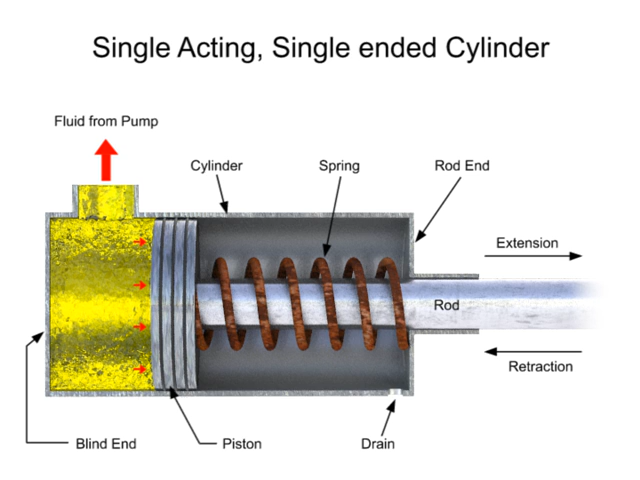 Single Acting, Single ended Cylinder
Fluid from Pump
Cylinder
Spring
Rod End
Extension
Rod
Retraction
Blind End
Piston
Drain